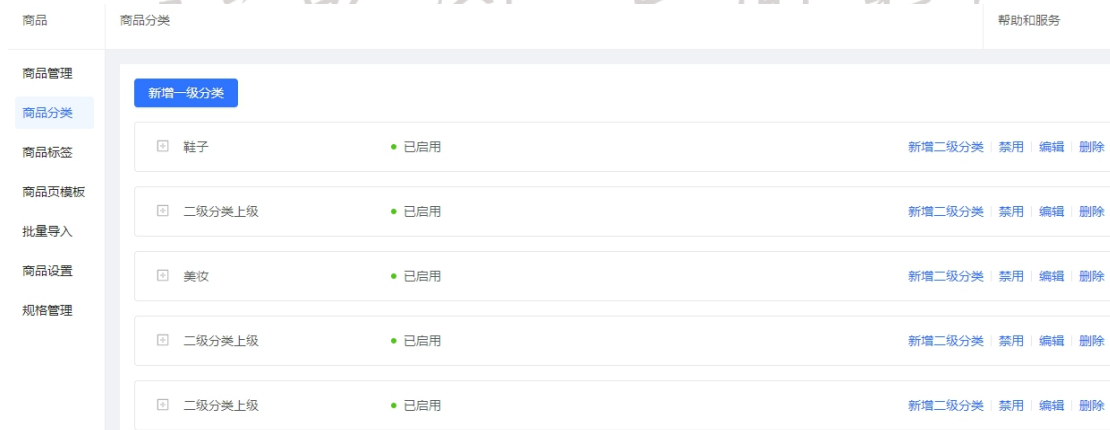 商品 商品分类 帮助和服务
商品管理
新增一级分类
商品分类
鞋子 已启用 新增二级分类 禁用 编辑 删除
商品标签
商品页模板
二级分类上级 已启用 新增二级分类 禁用 编辑 删除
批量导入
商品设置
美妆 已启用 新增二级分类 禁用 编辑 删除
规格管理
二级分类上级 已启用 新增二级分类 禁用 编辑 删除
二级分类上级 已启用 新增二级分类 禁用 编辑 删除